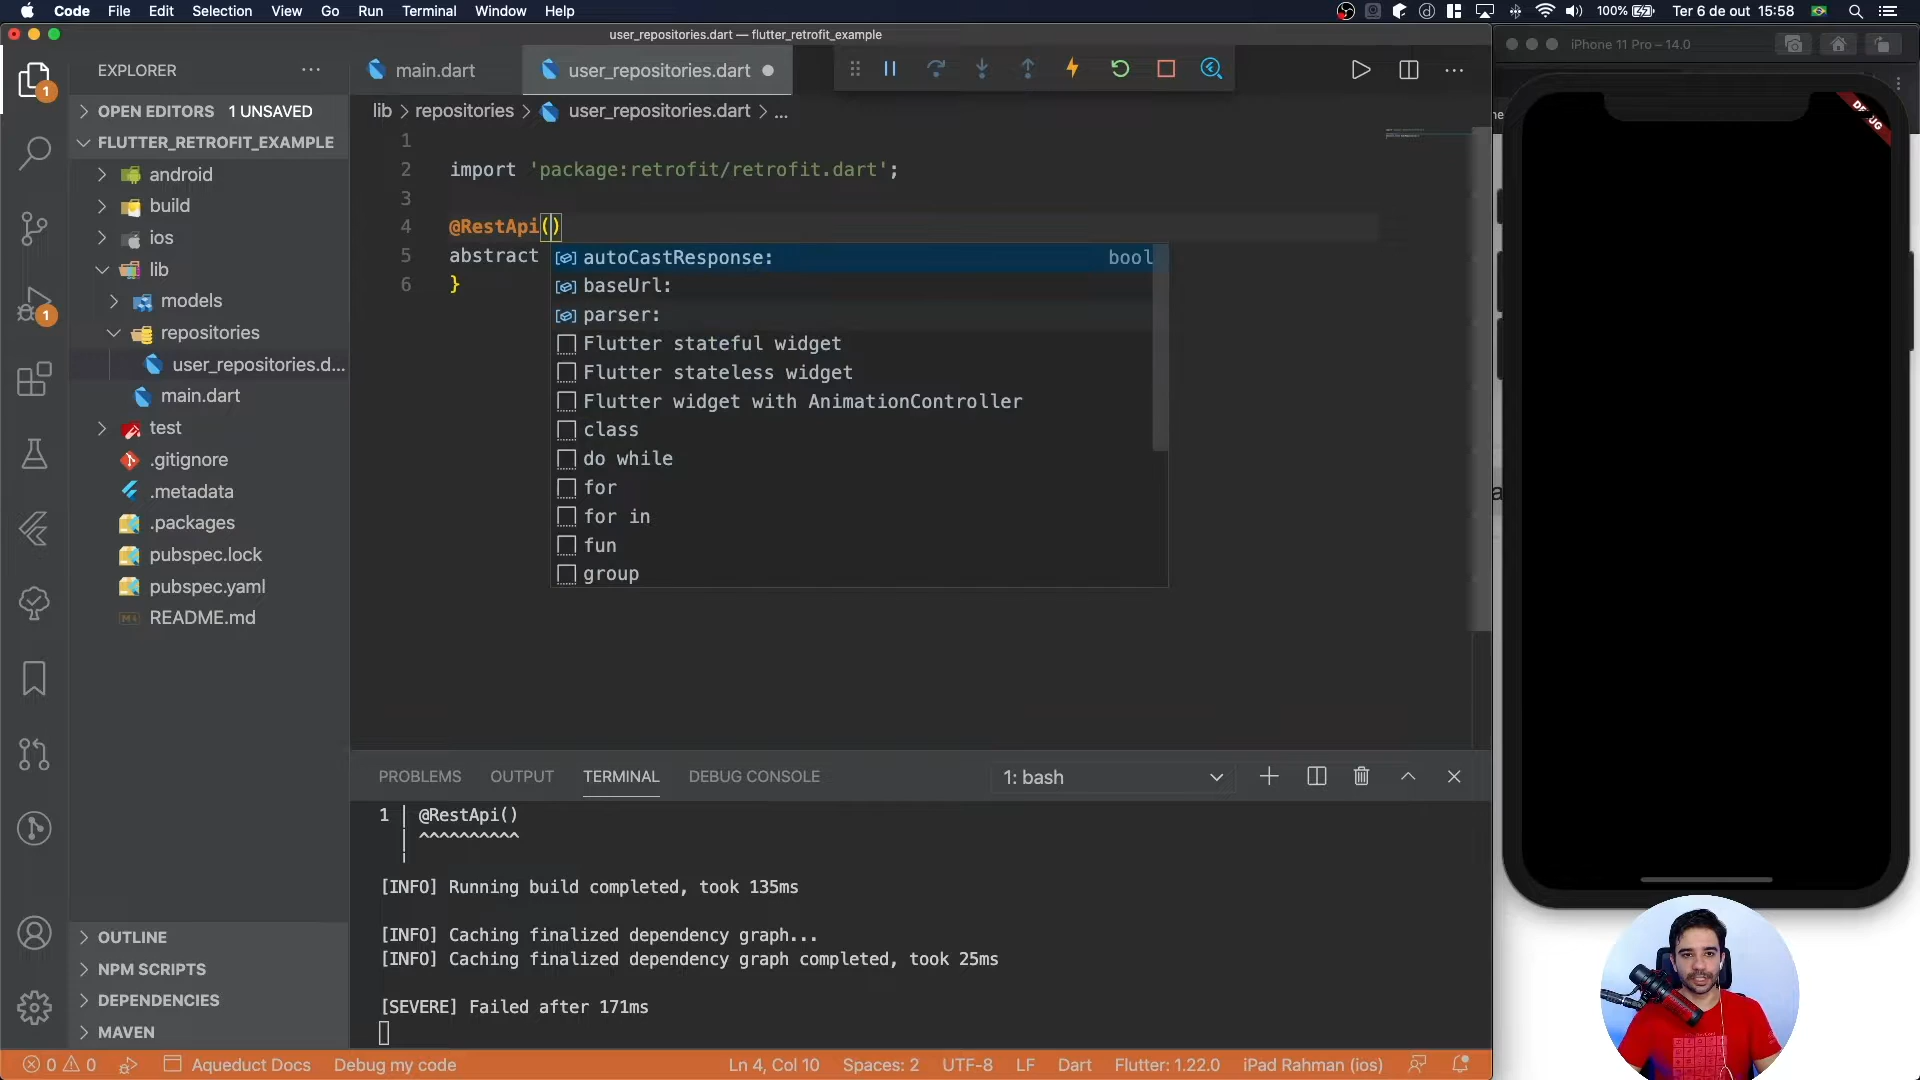 Code File Edit Selection View Go Run Terminal Window Help
100% Ter 6 de out 15:58
user_repositories.dart — flutter_retrofit_example
iPhone 11 Pro – 14.0
EXPLORER
main.dart
user_repositories.dart
OPEN EDITORS 1 UNSAVED
lib > repositories > user_repositories.dart > ...
FLUTTER_RETROFIT_EXAMPLE
android
build
ios
lib
models
repositories
user_repositories.d...
main.dart
test
.gitignore
.metadata
.packages
pubspec.lock
pubspec.yaml
README.md
OUTLINE
NPM SCRIPTS
DEPENDENCIES
MAVEN
1
1
1
2 import 'package:retrofit/retrofit.dart';
3
4 @RestApi()
5 abstract
6 }
autoCastResponse: bool
baseUrl:
parser:
Flutter stateful widget
Flutter stateless widget
Flutter widget with AnimationController
class
do while
for
for in
fun
group
PROBLEMS OUTPUT TERMINAL DEBUG CONSOLE 1: bash
1 | @RestApi()
| ^^^^^^^^^^
[INFO] Running build completed, took 135ms
[INFO] Caching finalized dependency graph...
[INFO] Caching finalized dependency graph completed, took 25ms
[SEVERE] Failed after 171ms
0 0 Aqueduct Docs Debug my code Ln 4, Col 10 Spaces: 2 UTF-8 LF Dart Flutter: 1.22.0 iPad Rahman (ios)